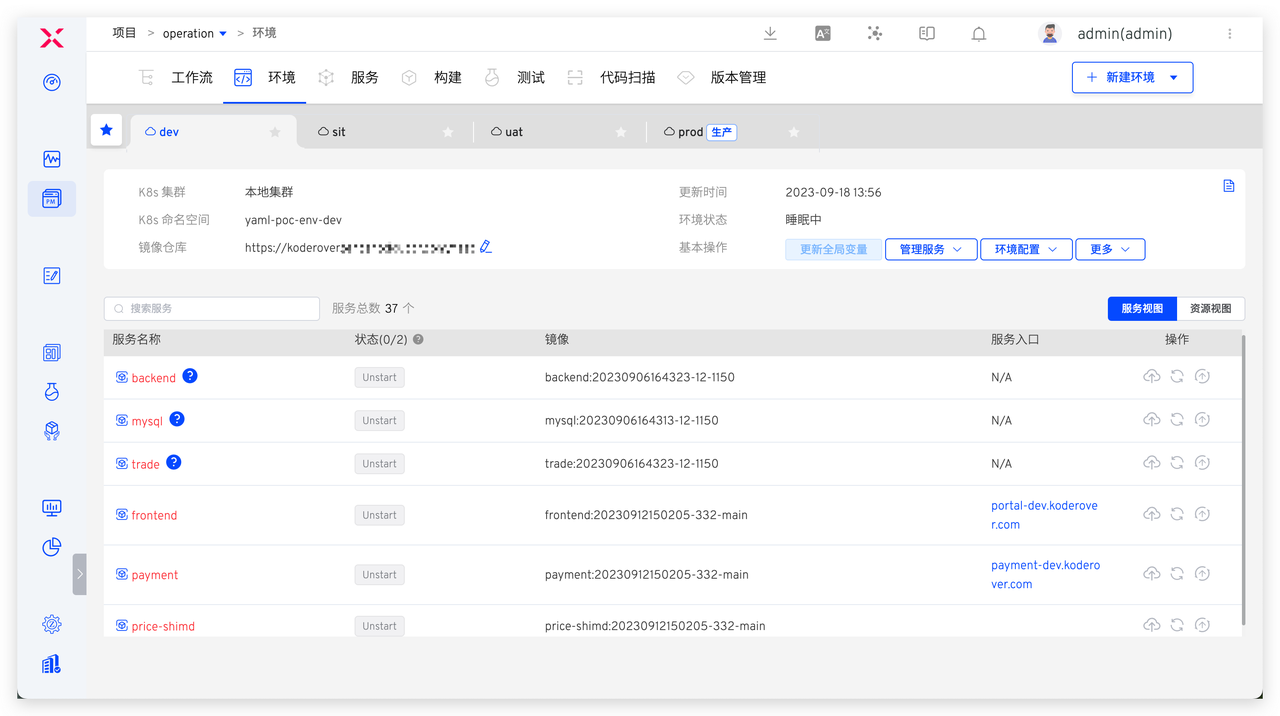 项目 > operation > 环境
admin(admin)
工作流 环境 服务 构建 测试 代码扫描 版本管理
新建环境
dev sit uat prod 生产
K8s 集群 本地集群 更新时间 2023-09-18 13:56
K8s 命名空间 yaml-poc-env-dev 环境状态 睡眠中
镜像仓库 https://koderover. 基本操作 更新全局变量 管理服务 环境配置 更多
搜索服务 服务总数 37 个 服务视图 资源视图
服务名称 状态(0/2) 镜像 服务入口 操作
backend Unstart backend:20230906164323-12-1150 N/A
mysql Unstart mysql:20230906164313-12-1150 N/A
trade Unstart trade:20230906164323-12-1150 N/A
frontend Unstart frontend:20230912150205-332-main portal-dev.koderove
r.com
payment Unstart payment:20230912150205-332-main payment-dev.kodero
ver.com
price-shimd Unstart price-shimd:20230912150205-332-main